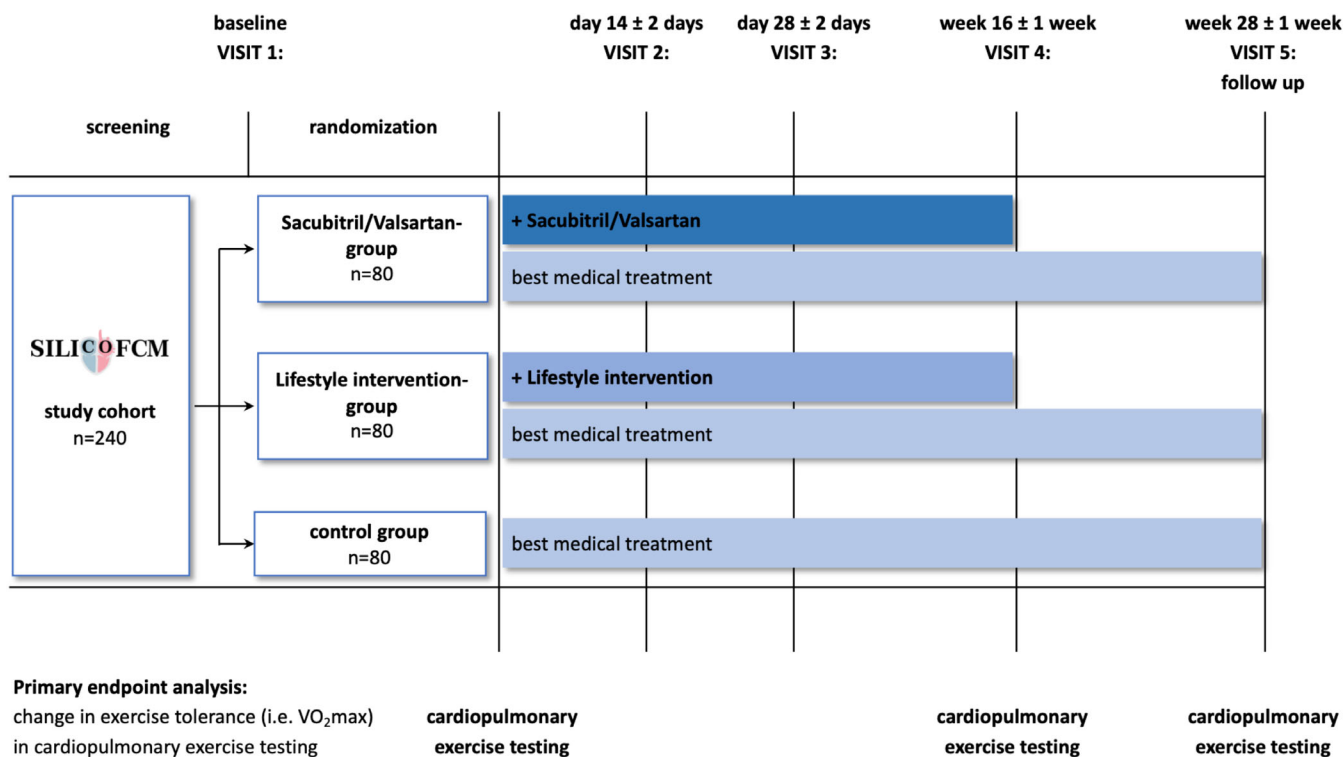 baseline
VISIT 1:
day 14 ± 2 days
VISIT 2:
day 28 ± 2 days
VISIT 3:
week 16 ± 1 week
VISIT 4:
week 28 ± 1 week
VISIT 5:
follow up
screening
randomization
SILICOFCM
study cohort
n=240
Sacubitril/Valsartan-
group
n=80
+ Sacubitril/Valsartan
best medical treatment
Lifestyle intervention-
group
n=80
+ Lifestyle intervention
best medical treatment
control group
n=80
best medical treatment
Primary endpoint analysis:
change in exercise tolerance (i.e. VO₂max)
in cardiopulmonary exercise testing
cardiopulmonary
exercise testing
cardiopulmonary
exercise testing
cardiopulmonary
exercise testing